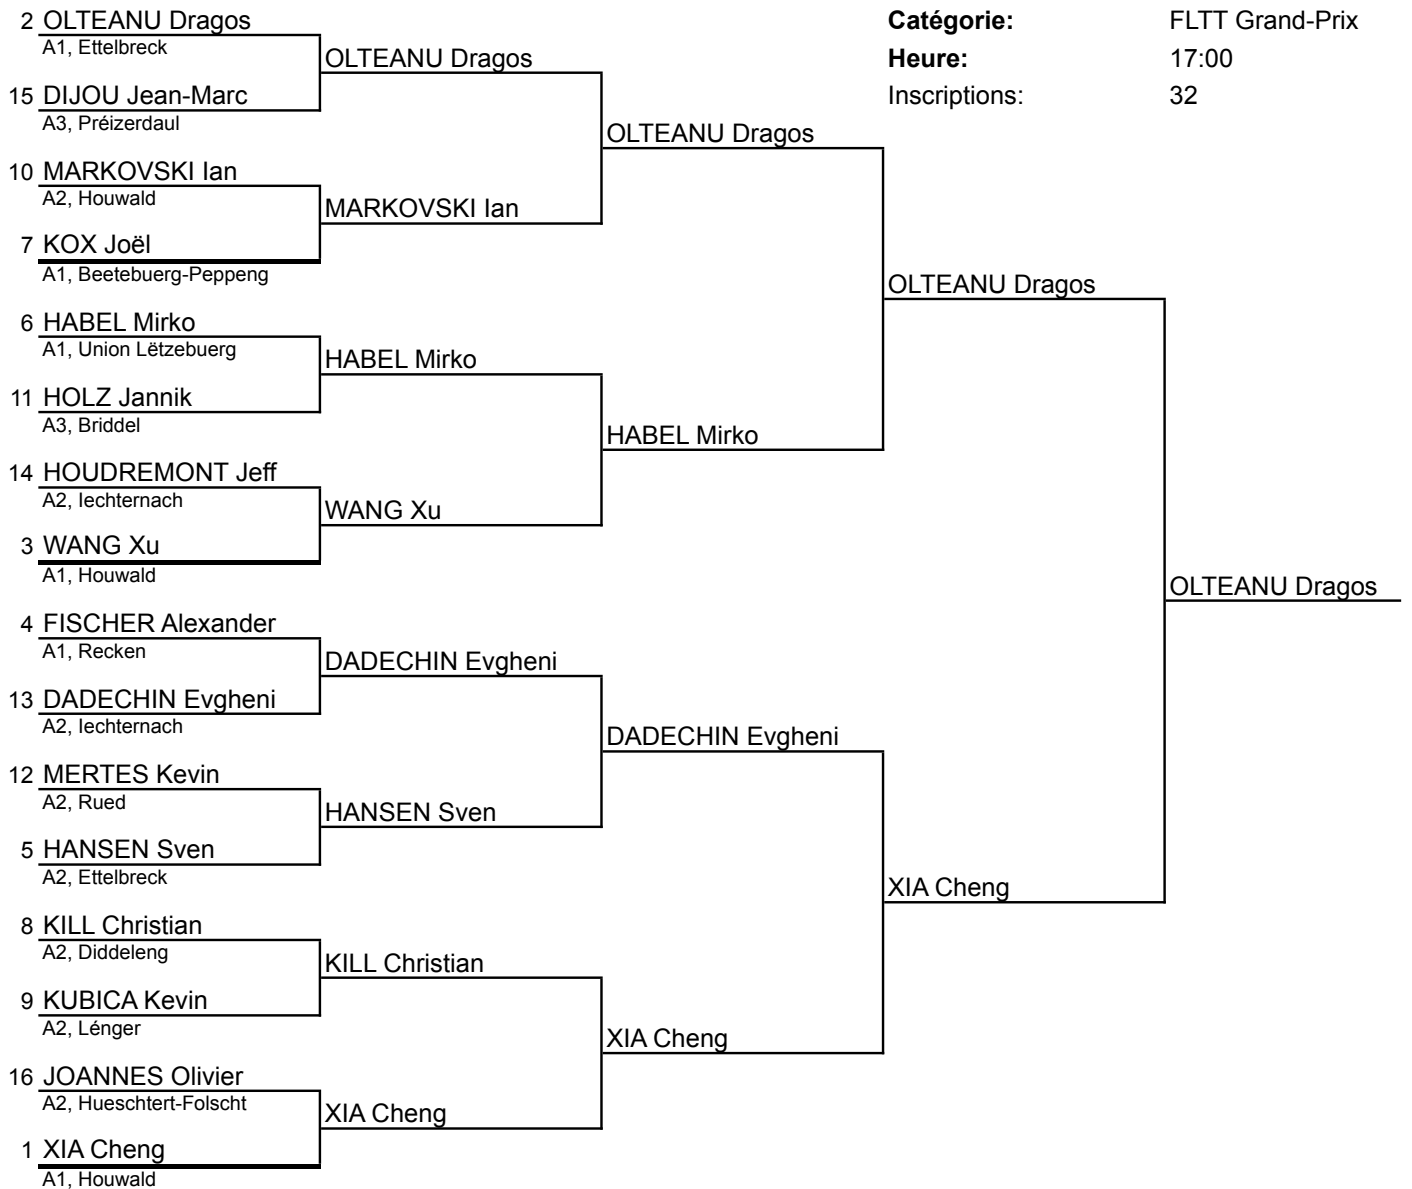 Catégorie: FLTT Grand-Prix
Heure: 17:00
Inscriptions: 32
2 OLTEANU Dragos
A1, Ettelbreck
OLTEANU Dragos
15 DIJOU Jean-Marc
A3, Préizerdaul
OLTEANU Dragos
10 MARKOVSKI Ian
A2, Houwald
MARKOVSKI Ian
7 KOX Joël
A1, Beetebuerg-Peppeng
OLTEANU Dragos
6 HABEL Mirko
A1, Union Lëtzebuerg
HABEL Mirko
11 HOLZ Jannik
A3, Briddel
HABEL Mirko
14 HOUDREMONT Jeff
A2, Iechternach
WANG Xu
3 WANG Xu
A1, Houwald
OLTEANU Dragos
4 FISCHER Alexander
A1, Recken
DADECHIN Evgheni
13 DADECHIN Evgheni
A2, Iechternach
DADECHIN Evgheni
12 MERTES Kevin
A2, Rued
HANSEN Sven
5 HANSEN Sven
A2, Ettelbreck
XIA Cheng
8 KILL Christian
A2, Diddeleng
KILL Christian
9 KUBICA Kevin
A2, Lénger
XIA Cheng
16 JOANNES Olivier
A2, Hueschtert-Folscht
XIA Cheng
1 XIA Cheng
A1, Houwald